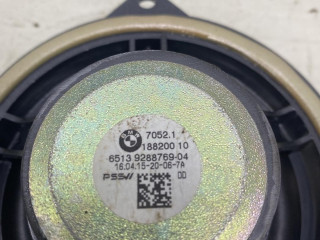 BMW
7052.1
188200 10
6513 9288769-04
16.04.15-20-06-7A
PSSW
DD